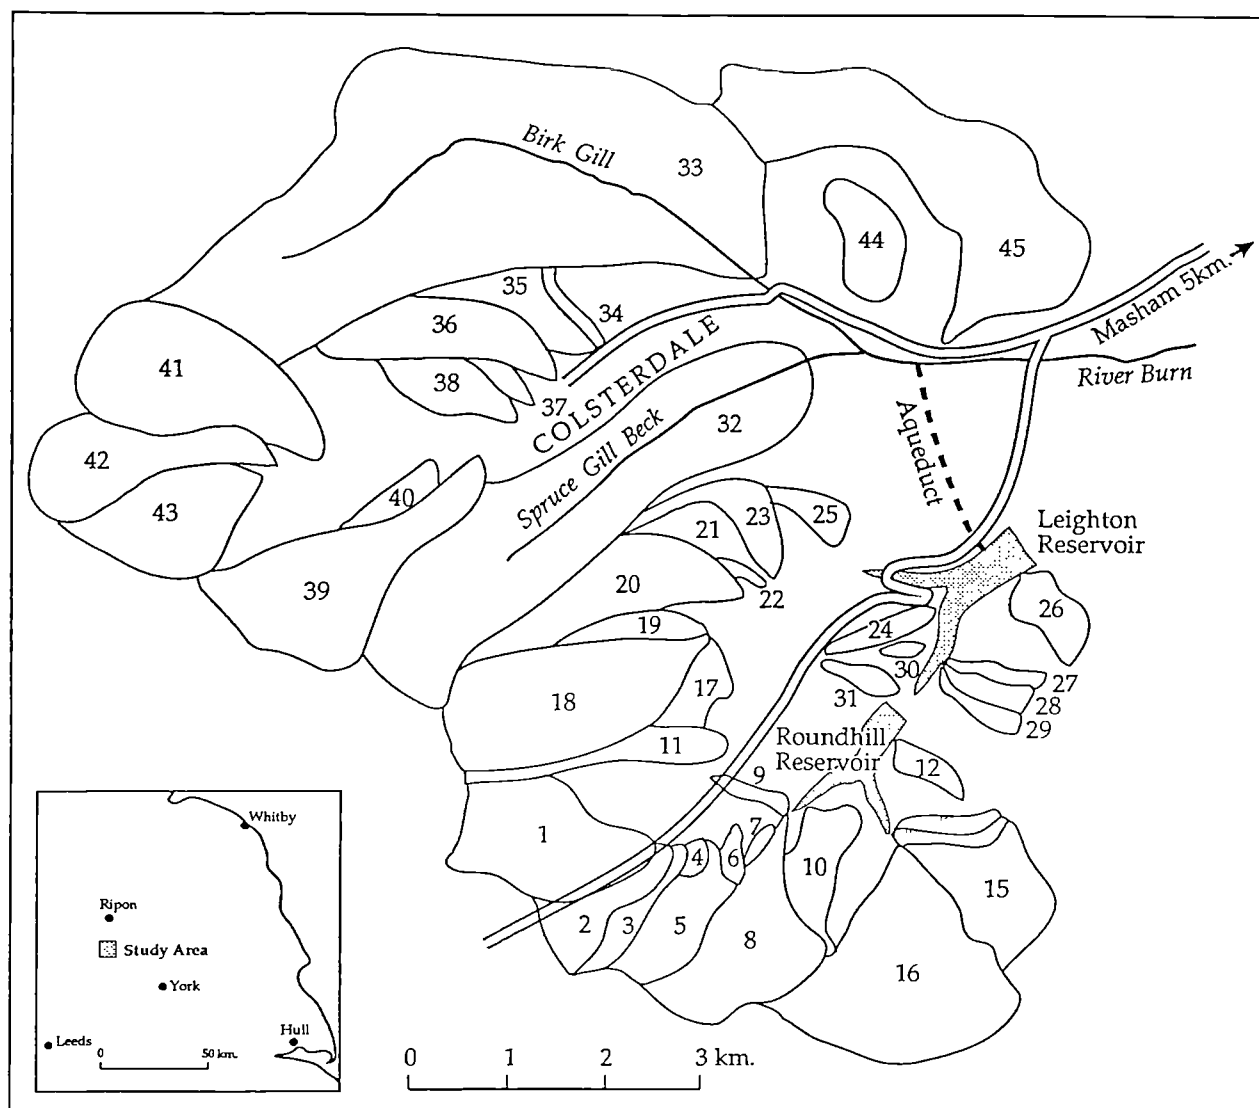 Birk Gill
33
44
45
35
34
36
41
38
37
COLSTERDALE
Masham 5km.
River Burn
42
32
Aqueduct
43
40
Spruce Gill Beck
21
23
25
Leighton
Reservoir
39
20
22
26
19
24
30
27
18
17
31
28
29
11
Roundhill
Reservoir
9
12
1
7
4
6
10
15
2
3
5
8
16
Whitby
Ripon
Study Area
York
Leeds
Hull
0
50 km.
0
1
2
3 km.